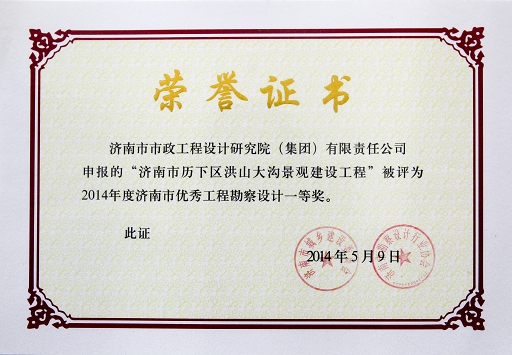 荣誉证书
济南市市政工程设计研究院（集团）有限责任公司
申报的“济南市历下区洪山大沟景观建设工程”被评为
2014年度济南市优秀工程勘察设计一等奖。
此证
2014年5月9日